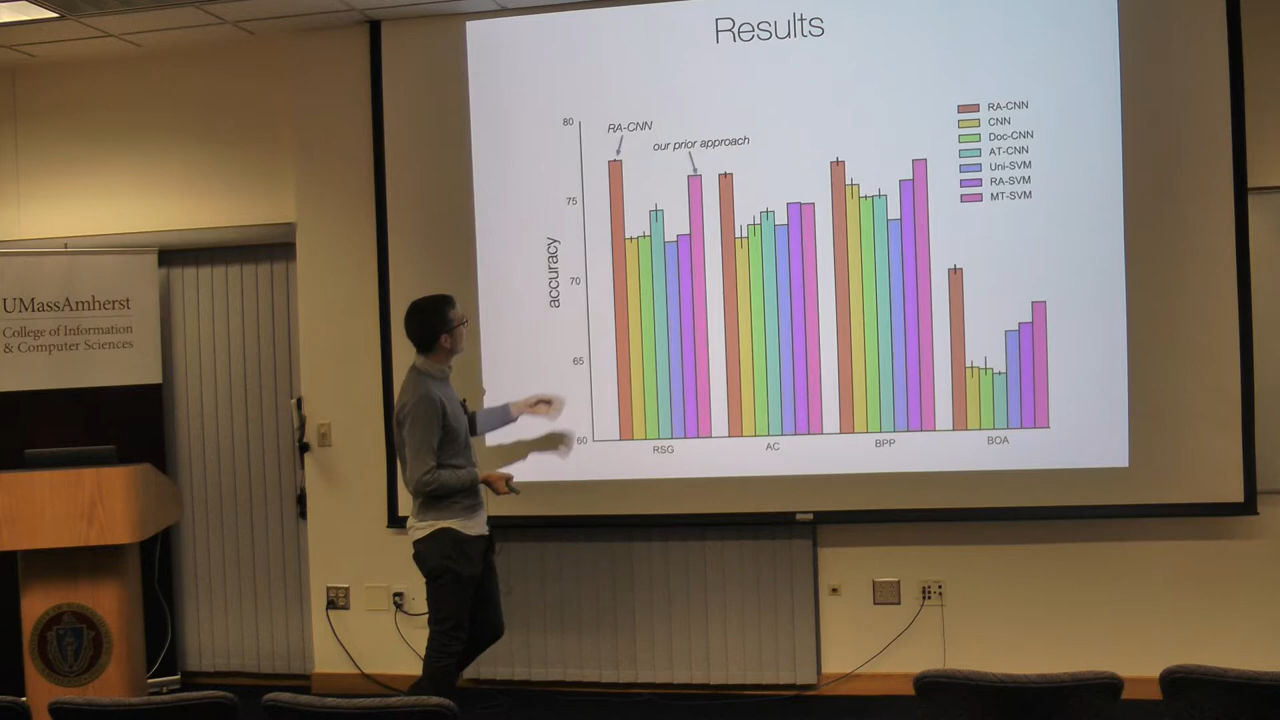 Results
80
75
70
65
60
accuracy
RA-CNN
our prior approach
RA-CNN
CNN
Doc-CNN
AT-CNN
Uni-SVM
RA-SVM
MT-SVM
RSG
AC
BPP
BOA
UMassAmherst
College of Information
& Computer Sciences